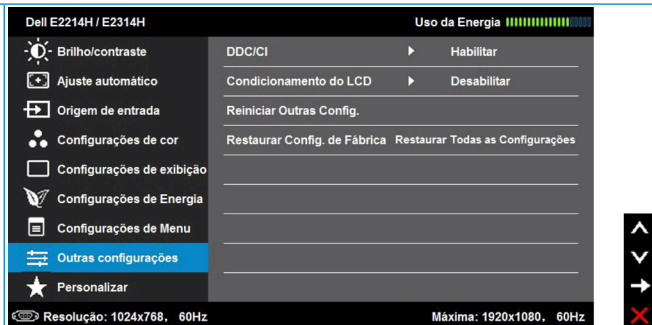 Dell E2214H / E2314H Uso da Energia
Brilho/contraste DDC/CI Habilitar
Ajuste automático Condicionamento do LCD Desabilitar
Origem de entrada Reiniciar Outras Config.
Configurações de cor Restaurar Config. de Fábrica Restaurar Todas as Configurações
Configurações de exibição
Configurações de Energia
Configurações de Menu
Outras configurações
Personalizar
Resolução: 1024x768, 60Hz Máxima: 1920x1080, 60Hz